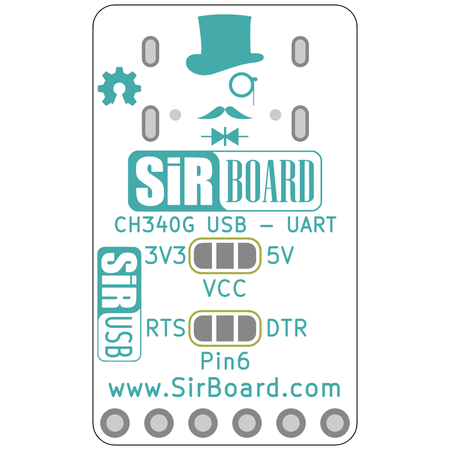 SiR BOARD
CH340G USB – UART
3V3 5V
VCC
SiR USB
RTS DTR
Pin6
www.SirBoard.com